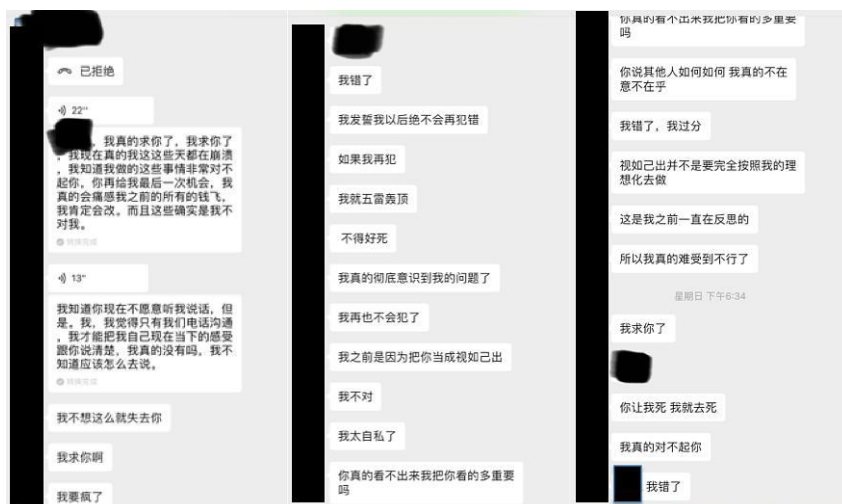 已拒绝
22"
，我真的求你了，我求你了
，我现在真的我这这些天都在崩溃
，我知道我做的这些事情非常对不
起你，你再给我最后一次机会，我
真的会痛感我之前的所有的钱飞，
我肯定会改。而且这些确实是我不
对我。
转换完成
13"
我知道你现在不愿意听我说话，但
是。我，我觉得只有我们电话沟通
，我才能把我自己现在当下的感受
跟你说清楚，我真的没有吗，我不
知道应该怎么去说。
转换完成
我不想这么就失去你
我求你啊
我要疯了
我错了
我发誓我以后绝不会再犯错
如果我再犯
我就五雷轰顶
不得好死
我真的彻底意识到我的问题了
我再也不会犯了
我之前是因为把你当成视如己出
我不对
我太自私了
你真的看不出来我把你看的多重要
吗
你真的看不出来我把你看的多重要
吗
你说其他人如何如何 我真的不在
意不在乎
我错了，我过分
视如己出并不是要完全按照我的理
想化去做
这是我之前一直在反思的
所以我真的难受到不行了
星期日 下午6:34
我求你了
你让我死 我就去死
我真的对不起你
我错了